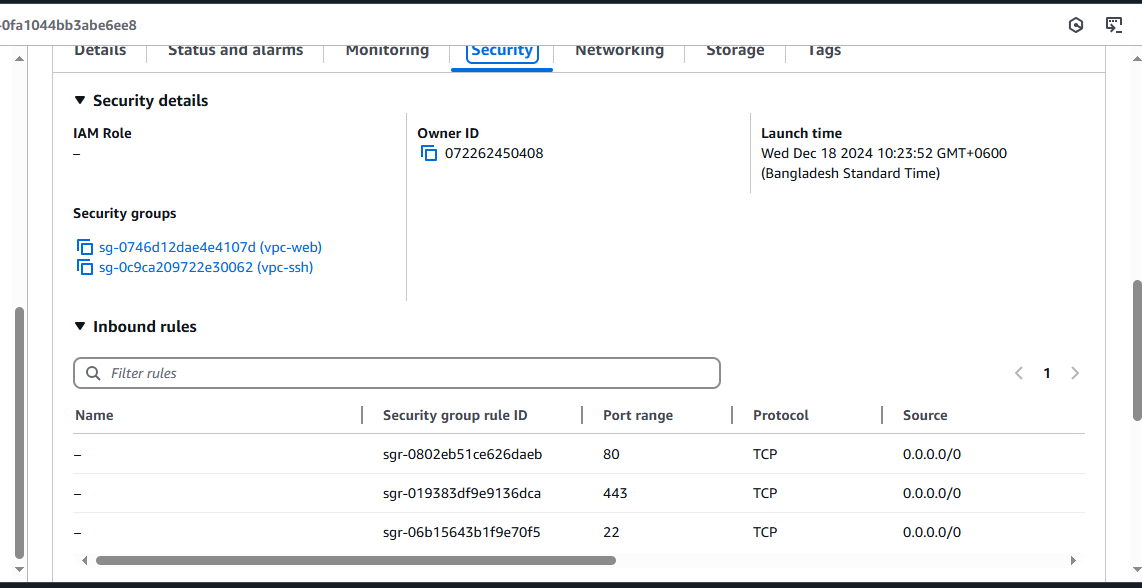 -0fa1044bb3abe6ee8
Details Status and alarms Monitoring Security Networking Storage Tags
Security details
IAM Role
–
Owner ID
072262450408
Launch time
Wed Dec 18 2024 10:23:52 GMT+0600
(Bangladesh Standard Time)
Security groups
sg-0746d12dae4e4107d (vpc-web)
sg-0c9ca209722e30062 (vpc-ssh)
Inbound rules
Filter rules
1
Name Security group rule ID Port range Protocol Source
– sgr-0802eb51ce626daeb 80 TCP 0.0.0.0/0
– sgr-019383df9e9136dca 443 TCP 0.0.0.0/0
– sgr-06b15643b1f9e70f5 22 TCP 0.0.0.0/0